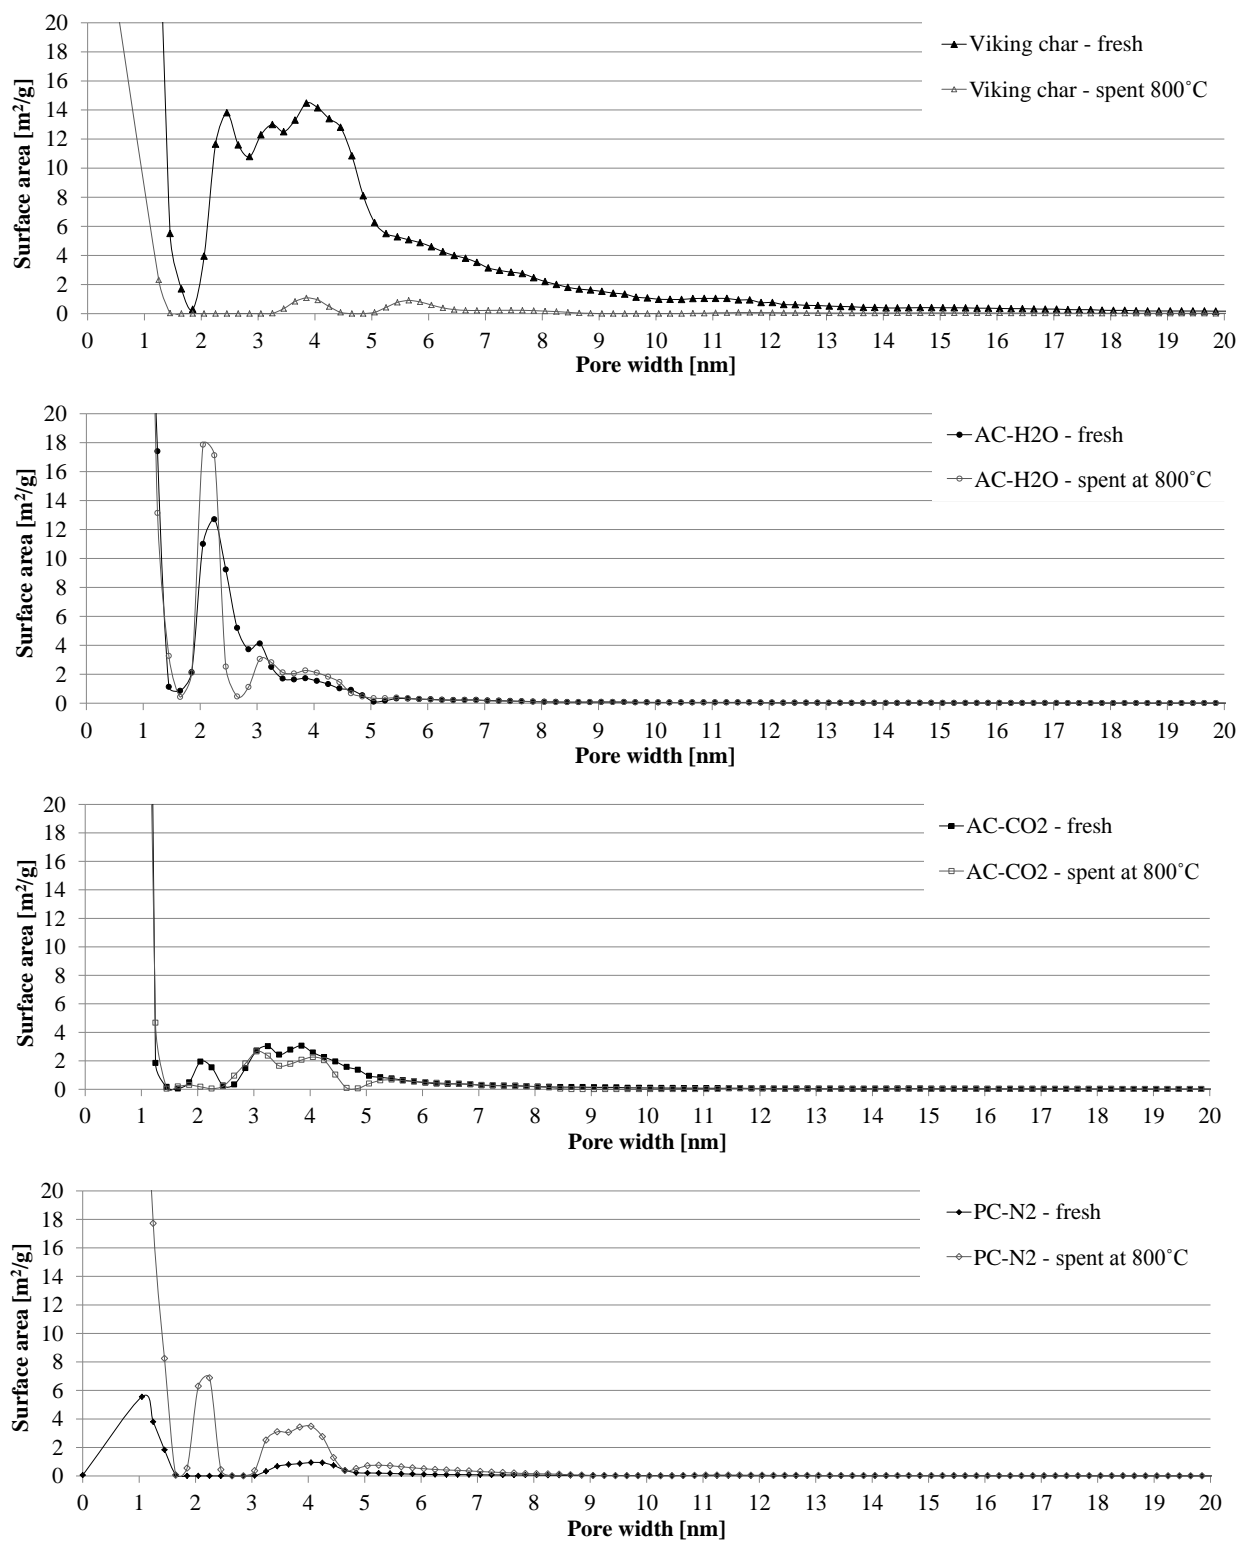 20
18
16
14
12
10
8
6
4
2
0
Surface area [m²/g]
Viking char - fresh
Viking char - spent 800˚C
0 1 2 3 4 5 6 7 8 9 10 11 12 13 14 15 16 17 18 19 20
Pore width [nm]
20
18
16
14
12
10
8
6
4
2
0
Surface area [m²/g]
AC-H2O - fresh
AC-H2O - spent at 800˚C
0 1 2 3 4 5 6 7 8 9 10 11 12 13 14 15 16 17 18 19 20
Pore width [nm]
20
18
16
14
12
10
8
6
4
2
0
Surface area [m²/g]
AC-CO2 - fresh
AC-CO2 - spent at 800˚C
0 1 2 3 4 5 6 7 8 9 10 11 12 13 14 15 16 17 18 19 20
Pore width [nm]
20
18
16
14
12
10
8
6
4
2
0
Surface area [m²/g]
PC-N2 - fresh
PC-N2 - spent at 800˚C
0 1 2 3 4 5 6 7 8 9 10 11 12 13 14 15 16 17 18 19 20
Pore width [nm]